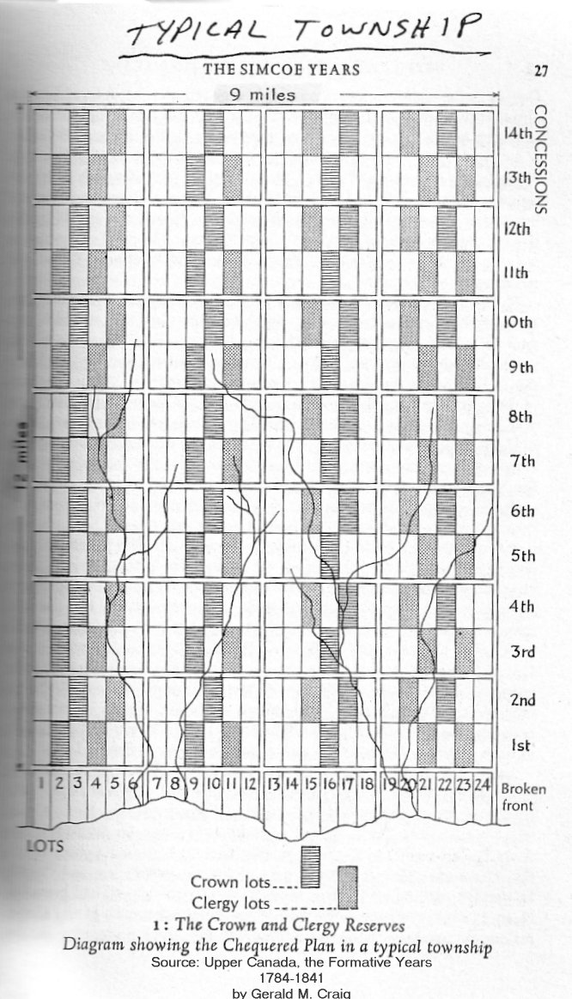 TYPICAL TOWNSHIP
THE SIMCOE YEARS 27
9 miles
CONCESSIONS
14th
13th
12th
11th
10th
9th
8th
7th
12 miles
6th
5th
4th
3rd
2nd
1st
1 2 3 4 5 6 7 8 9 10 11 12 13 14 15 16 17 18 19 20 21 22 23 24 Broken
front
LOTS
Crown lots....
Clergy lots --------
1 : The Crown and Clergy Reserves
Diagram showing the Chequered Plan in a typical township
Source: Upper Canada, the Formative Years
1784-1841
by Gerald M. Craig